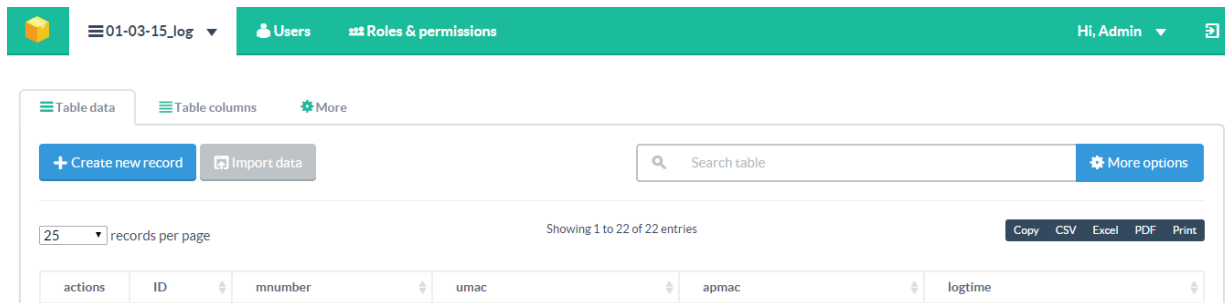 01-03-15_log Users Roles & permissions Hi, Admin
Table data Table columns More
Create new record Import data Search table More options
25 records per page Showing 1 to 22 of 22 entries Copy CSV Excel PDF Print
actions ID mnumber umac apmac logtime